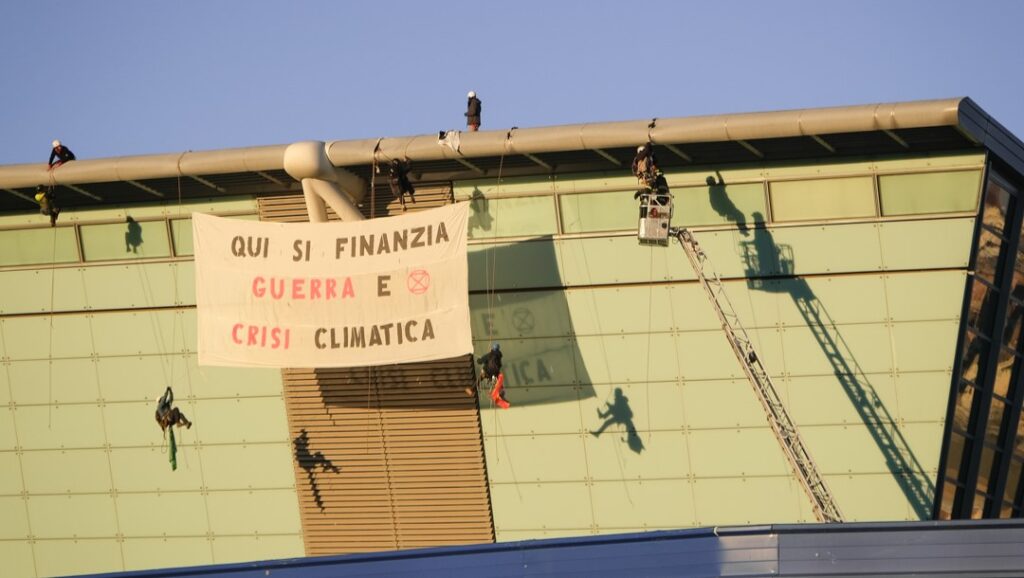 QUI SI FINANZIA
GUERRA E
CRISI CLIMATICA